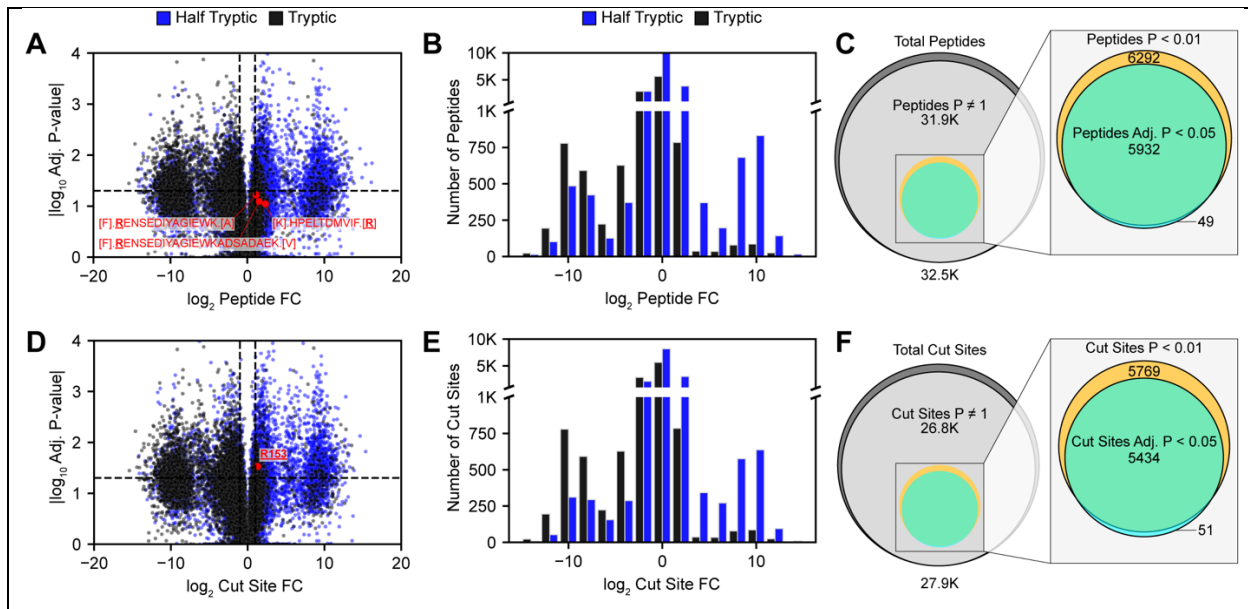 Half Tryptic Tryptic
Half Tryptic Tryptic
A
4
3
2
1
0
|log10 Adj. P-value|
[F].RENSEDIYAGIEWK.[A]
[K].HPELTDMVIF.[R]
[F].RENSEDIYAGIEWKADSADAEK.[V]
−20 −10 0 10 20
log2 Peptide FC
B
10K
5K
1K
750
500
250
0
Number of Peptides
−10 0 10
log2 Peptide FC
C
Total Peptides
Peptides P ≠ 1
31.9K
32.5K
Peptides P < 0.01
6292
Peptides Adj. P < 0.05
5932
49
D
4
3
2
1
0
|log10 Adj. P-value|
R153
−20 −10 0 10 20
log2 Cut Site FC
E
10K
5K
1K
750
500
250
0
Number of Cut Sites
−10 0 10
log2 Cut Site FC
F
Total Cut Sites
Cut Sites P ≠ 1
26.8K
27.9K
Cut Sites P < 0.01
5769
Cut Sites Adj. P < 0.05
5434
51